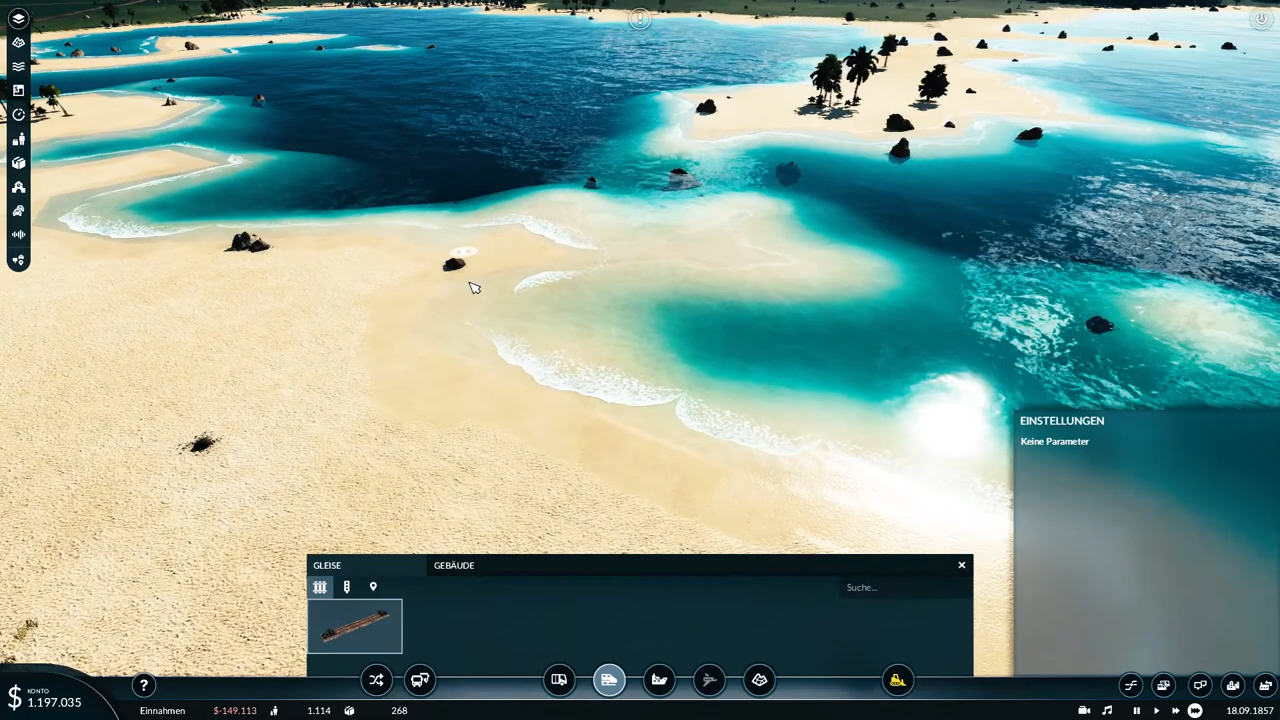 EINSTELLUNGEN
Keine Parameter
GLEISE
GEBÄUDE
Suche...
KONTO
$ 1.197.035
?
Einnahmen
$-149.113
1.114
268
18.09.1857